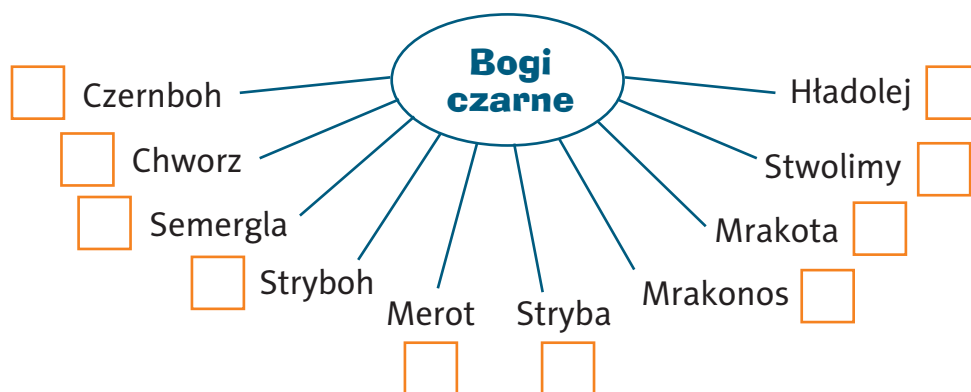 Bogi
czarne
Czernboh
Chworz
Semergla
Stryboh
Merot
Stryba
Mrakonos
Mrakota
Stwolimy
Hładolej